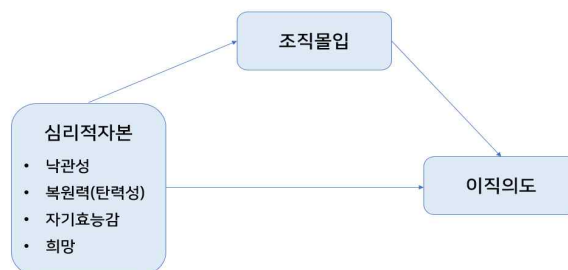 조직몰입
심리적자본
• 낙관성
• 복원력(탄력성)
• 자기효능감
• 희망
이직의도